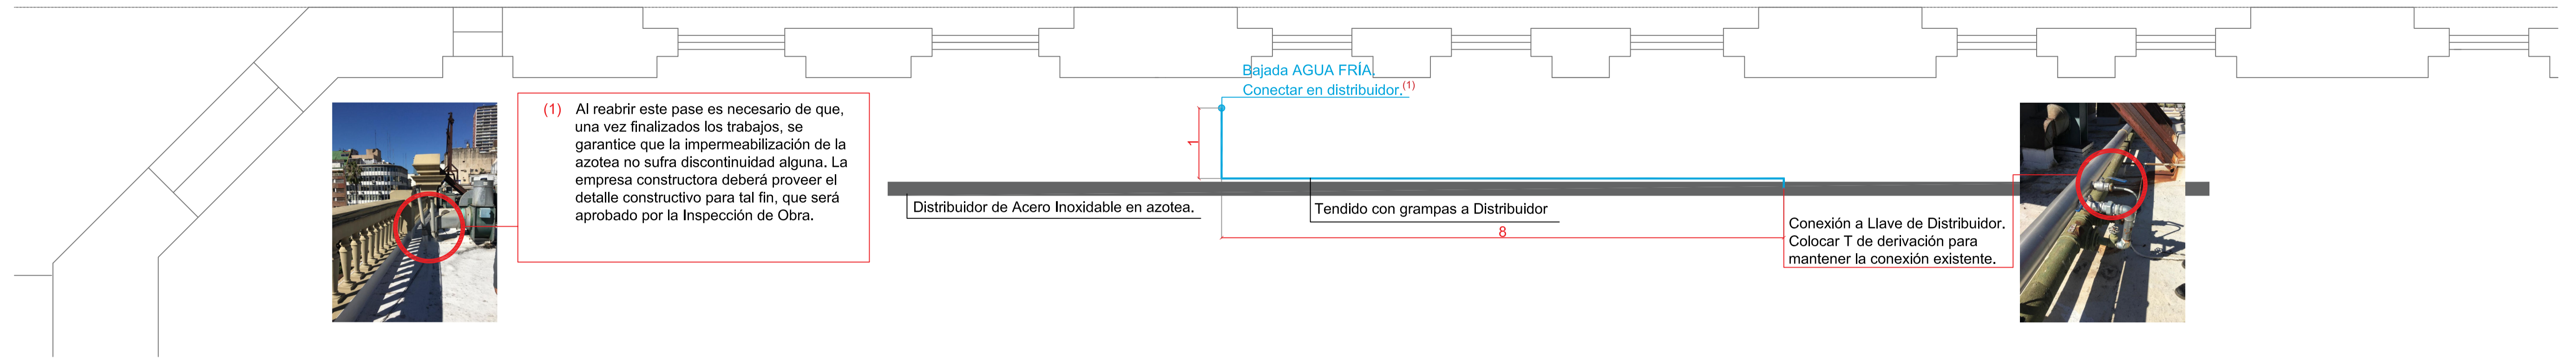 (1) Al reabrir este pase es necesario de que,
una vez finalizados los trabajos, se
garantice que la impermeabilización de la
azotea no sufra discontinuidad alguna. La
empresa constructora deberá proveer el
detalle constructivo para tal fin, que será
aprobado por la Inspección de Obra.
Bajada AGUA FRÍA.
Conectar en distribuidor.(1)
1
Distribuidor de Acero Inoxidable en azotea.
Tendido con grampas a Distribuidor
8
Conexión a Llave de Distribuidor.
Colocar T de derivación para
mantener la conexión existente.